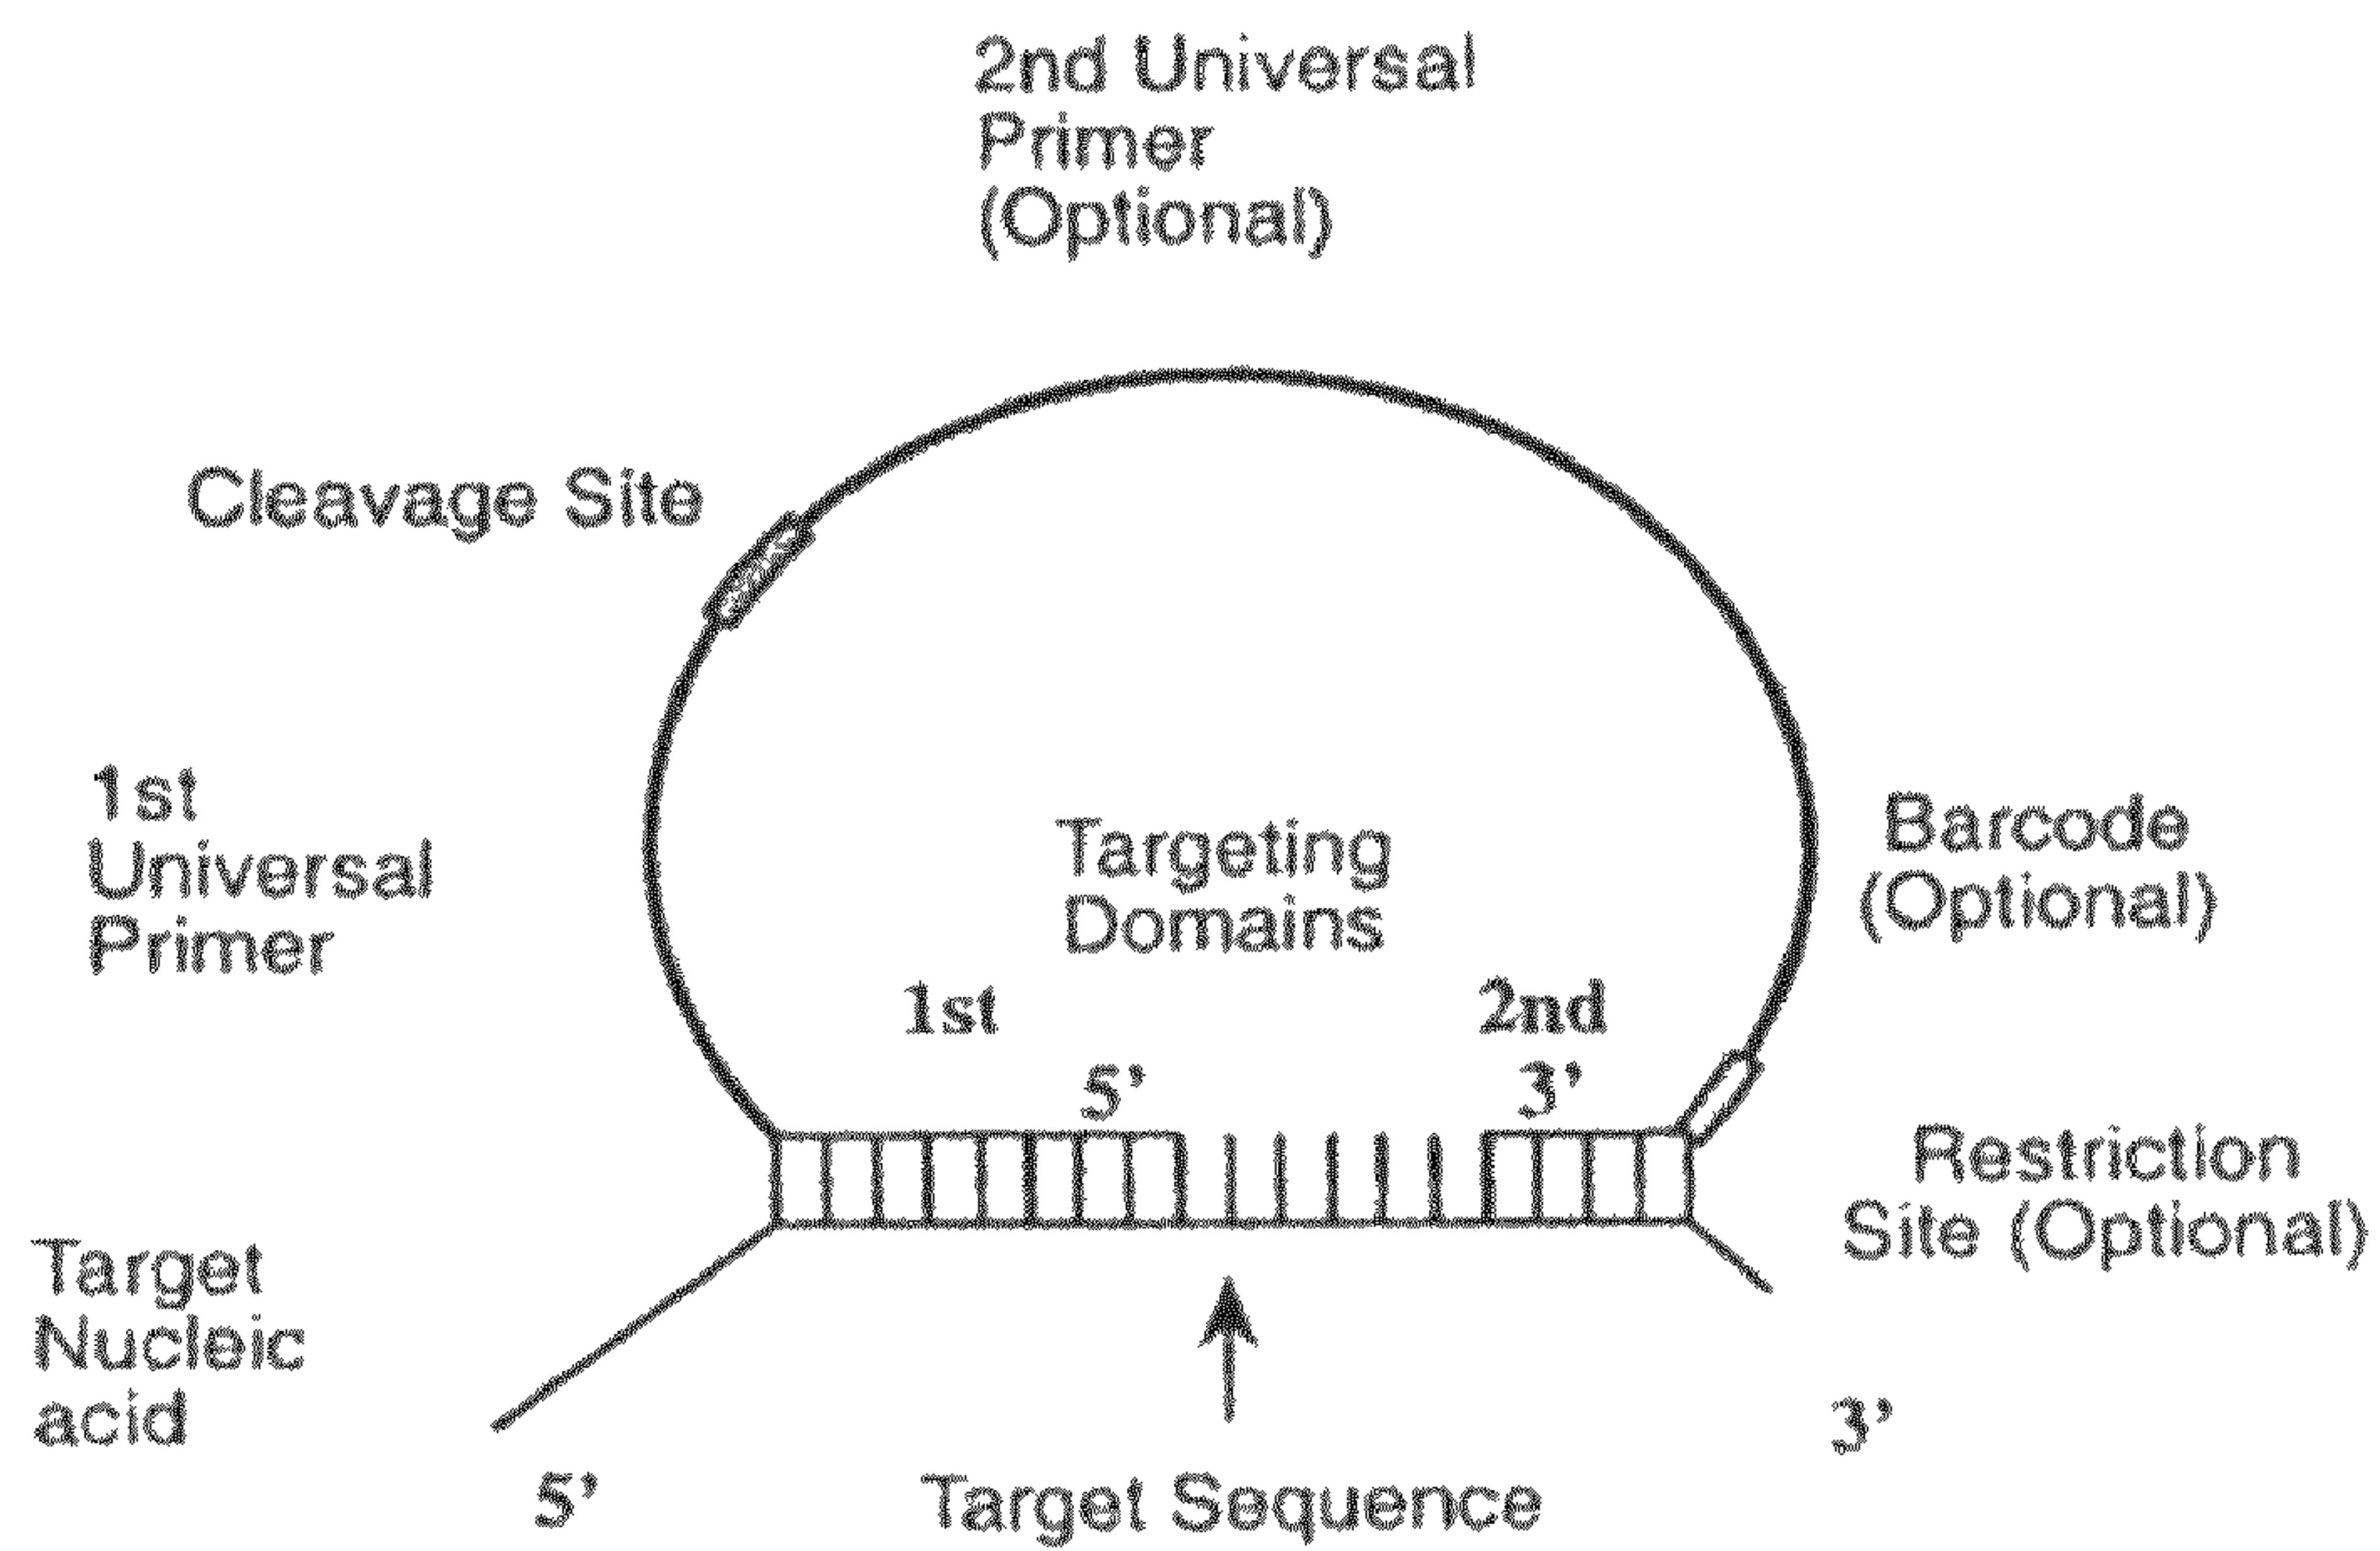 2nd Universal
Primer
(Optional)
Cleavage Site
1st
Universal
Primer
Targeting
Domains
Barcode
(Optional)
1st
2nd
5’
3’
Restriction
Site (Optional)
Target
Nucleic
acid
5’
Target Sequence
3’